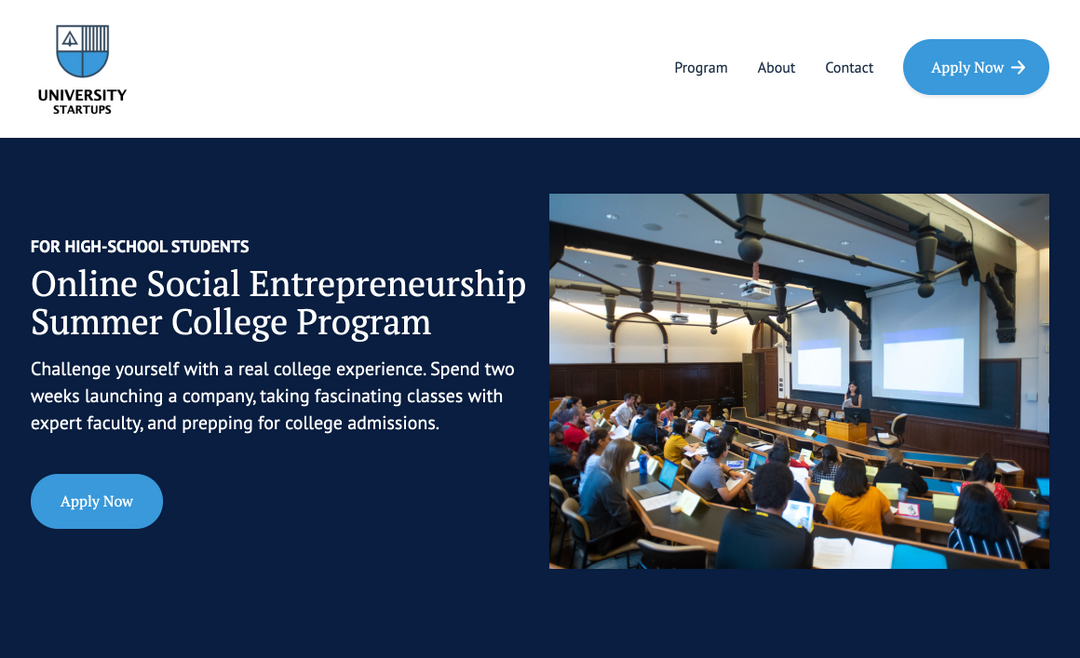 UNIVERSITY
STARTUPS
Program
About
Contact
Apply Now
FOR HIGH-SCHOOL STUDENTS
Online Social Entrepreneurship
Summer College Program
Challenge yourself with a real college experience. Spend two
weeks launching a company, taking fascinating classes with
expert faculty, and prepping for college admissions.
Apply Now